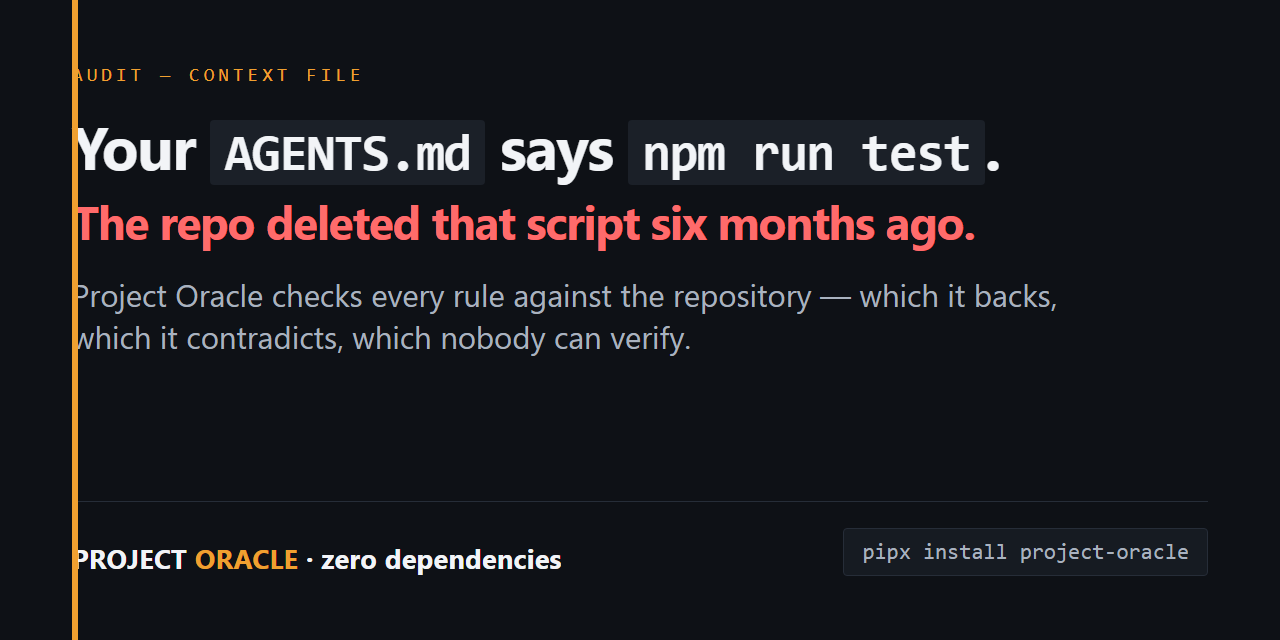 AUDIT — CONTEXT FILE
Your AGENTS.md says npm run test.
The repo deleted that script six months ago.
Project Oracle checks every rule against the repository — which it backs,
which it contradicts, which nobody can verify.
PROJECT ORACLE · zero dependencies
pipx install project-oracle